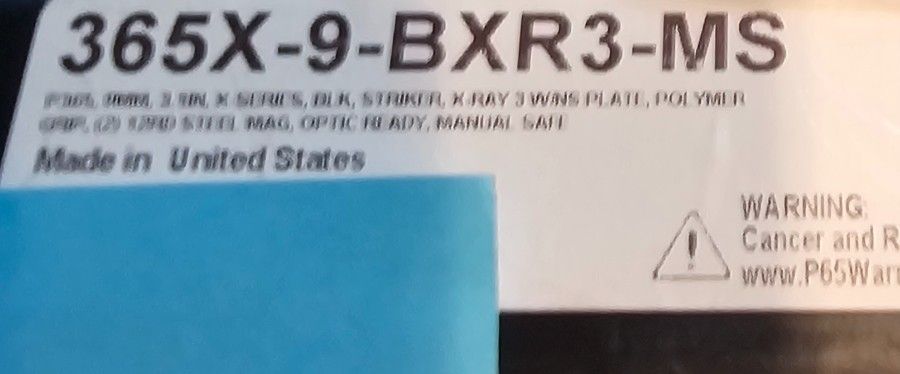 365X-9-BXR3-MS
P365, 9MM, 3.1IN, X-SERIES, BLK, STRIKER, X-RAY 3 W/NS PLATE, POLYMER
GRIP, (2) 12RD STEEL MAG, OPTIC READY, MANUAL SAFE
Made in United States
WARNING:
Cancer and R
www.P65Warn